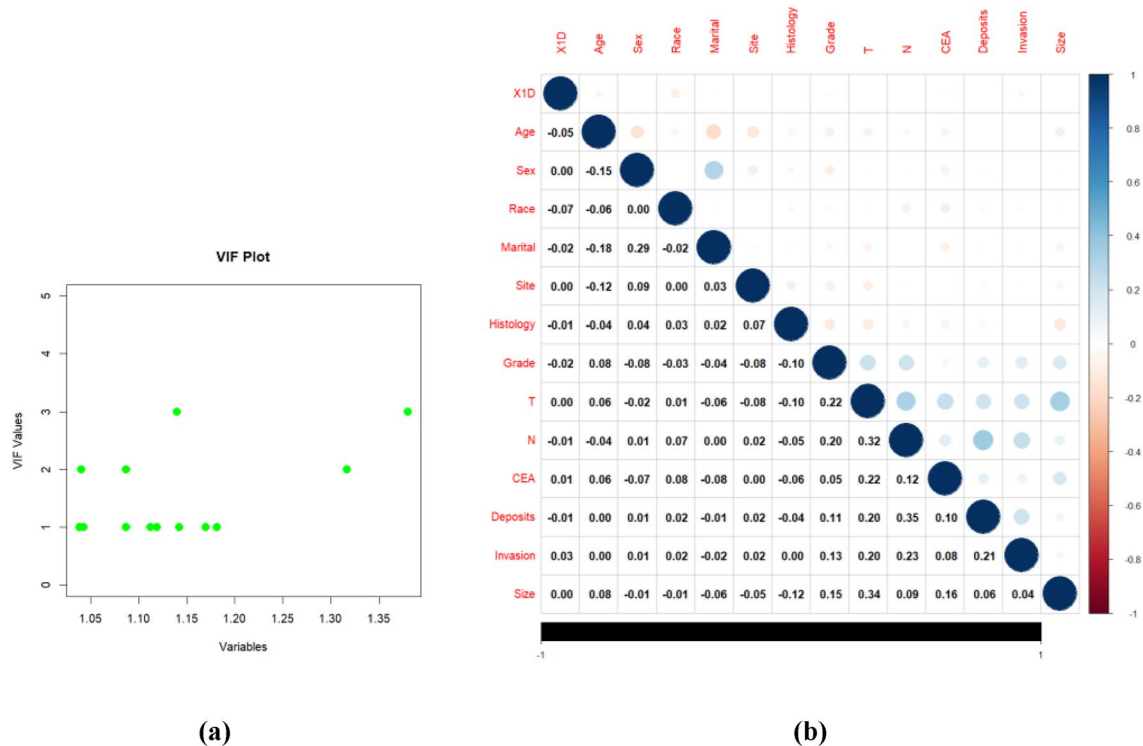 VIF Plot
VIF Values
5
4
3
2
1
0
1.05 1.10 1.15 1.20 1.25 1.30 1.35
Variables
(a)
X1D Age Sex Race Marital Site Histology Grade T N CEA Deposits Invasion Size
X1D
Age -0.05
Sex 0.00 -0.15
Race -0.07 -0.06 0.00
Marital -0.02 -0.18 0.29 -0.02
Site 0.00 -0.12 0.09 0.00 0.03
Histology -0.01 -0.04 0.04 0.03 0.02 0.07
Grade -0.02 0.08 -0.08 -0.03 -0.04 -0.08 -0.10
T 0.00 0.06 -0.02 0.01 -0.06 -0.08 -0.10 0.22
N -0.01 -0.04 0.01 0.07 0.00 0.02 -0.05 0.20 0.32
CEA 0.01 0.06 -0.07 0.08 -0.08 0.00 -0.06 0.05 0.22 0.12
Deposits -0.01 0.00 0.01 0.02 -0.01 0.02 -0.04 0.11 0.20 0.35 0.10
Invasion 0.03 0.00 0.01 0.02 -0.02 0.02 0.00 0.13 0.20 0.23 0.08 0.21
Size 0.00 0.08 -0.01 -0.01 -0.06 -0.05 -0.12 0.15 0.34 0.09 0.16 0.06 0.04
-1 1
1
0.8
0.6
0.4
0.2
0
-0.2
-0.4
-0.6
-0.8
-1
(b)